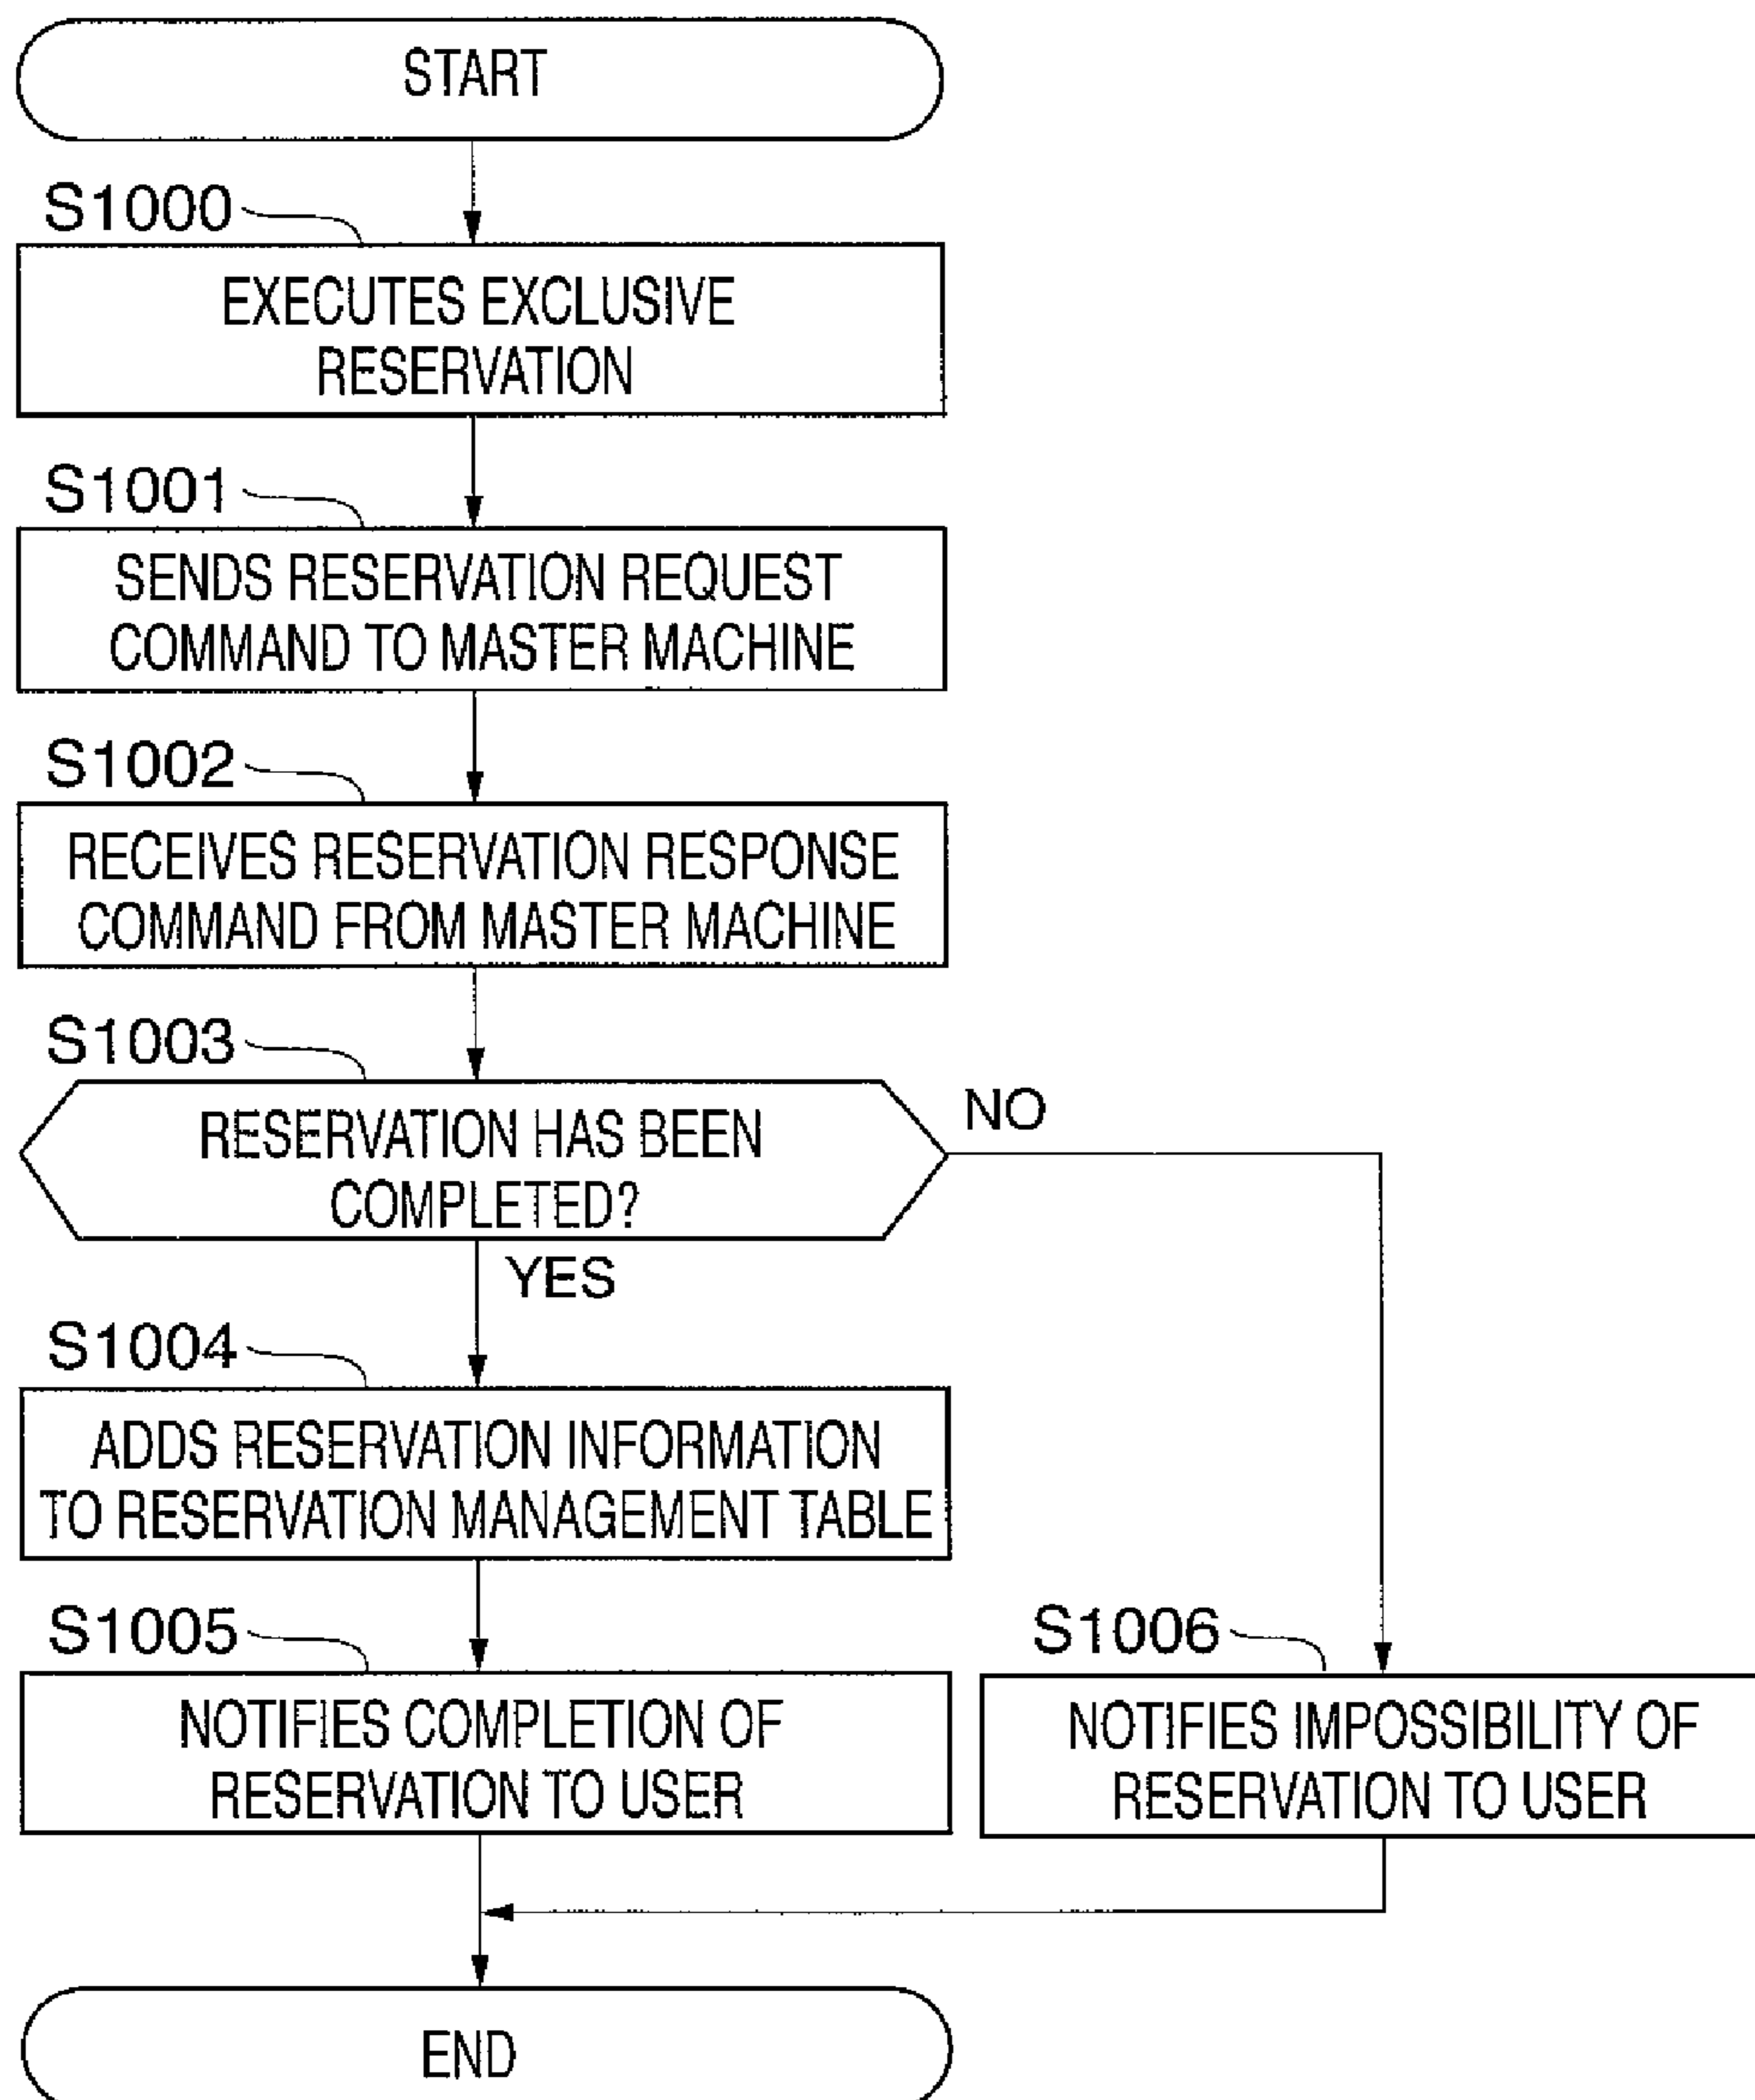 START
S1000
EXECUTES EXCLUSIVE
RESERVATION
S1001
SENDS RESERVATION REQUEST
COMMAND TO MASTER MACHINE
S1002
RECEIVES RESERVATION RESPONSE
COMMAND FROM MASTER MACHINE
S1003
RESERVATION HAS BEEN
COMPLETED?
NO
YES
S1004
ADDS RESERVATION INFORMATION
TO RESERVATION MANAGEMENT TABLE
S1005
NOTIFIES COMPLETION OF
RESERVATION TO USER
S1006
NOTIFIES IMPOSSIBILITY OF
RESERVATION TO USER
END